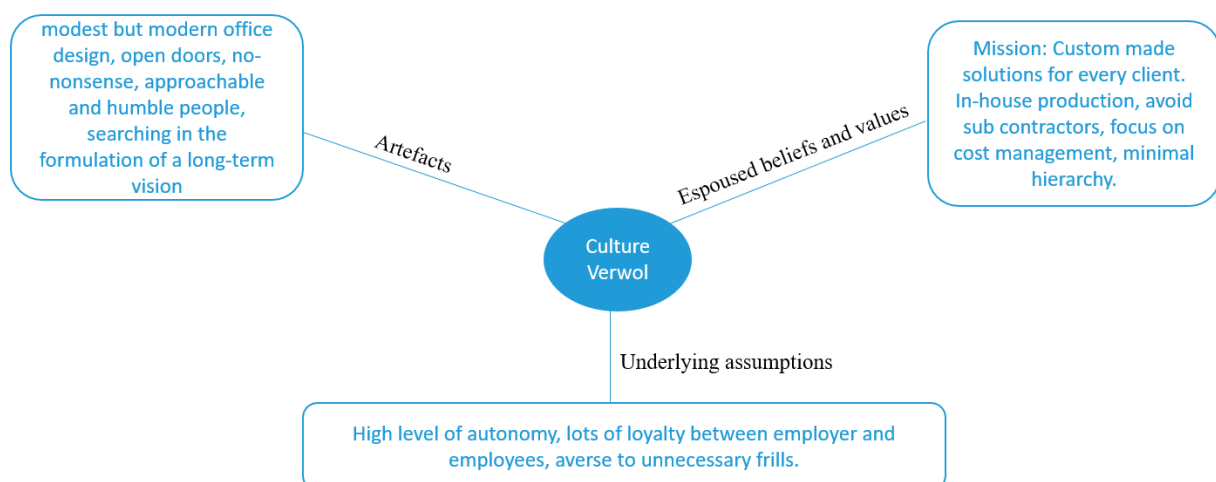 modest but modern office
design, open doors, no-
nonsense, approachable
and humble people,
searching in the
formulation of a long-term
vision
Artefacts
Mission: Custom made
solutions for every client.
In-house production, avoid
sub contractors, focus on
cost management, minimal
hierarchy.
Espoused beliefs and values
Culture
Verwol
Underlying assumptions
High level of autonomy, lots of loyalty between employer and
employees, averse to unnecessary frills.